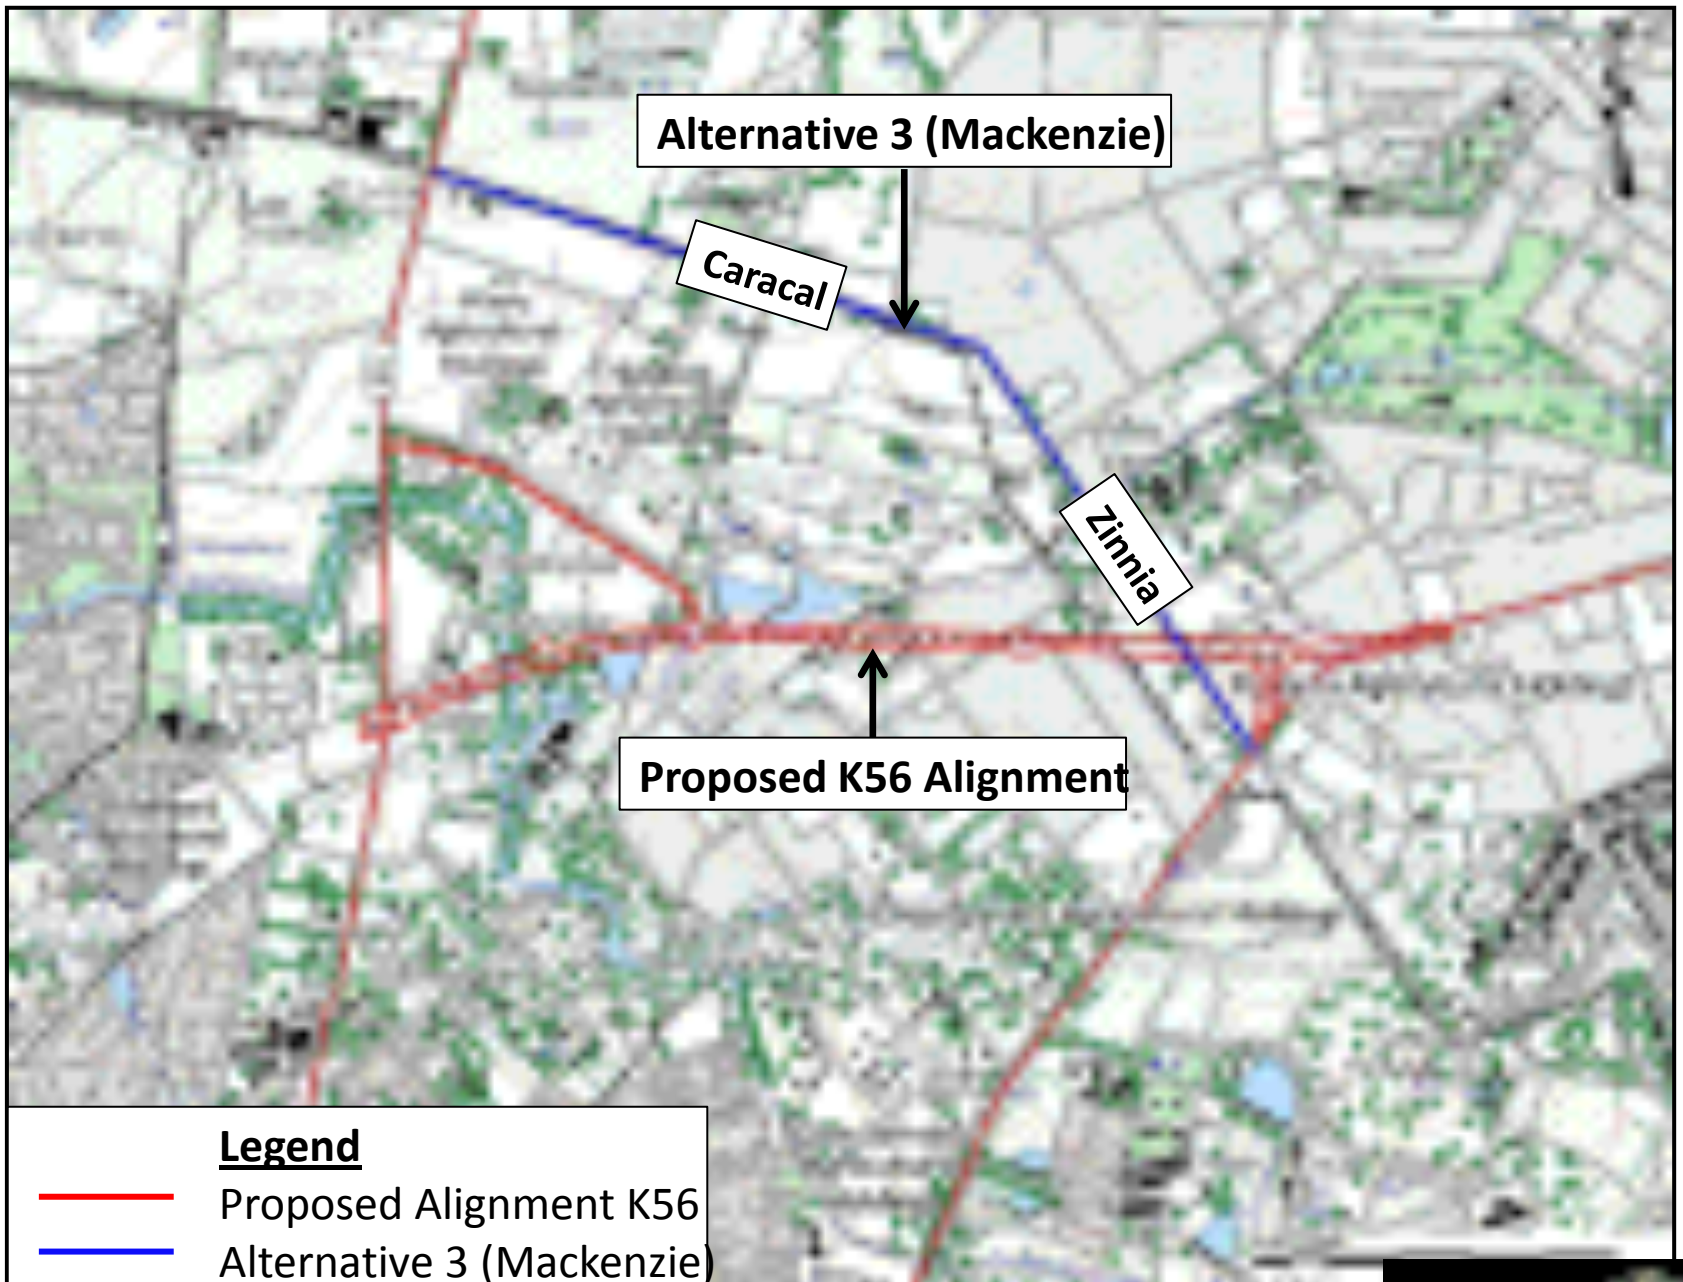 Alternative 3 (Mackenzie)
Caracal
Zinnia
Proposed K56 Alignment
Legend
Proposed Alignment K56
Alternative 3 (Mackenzie)